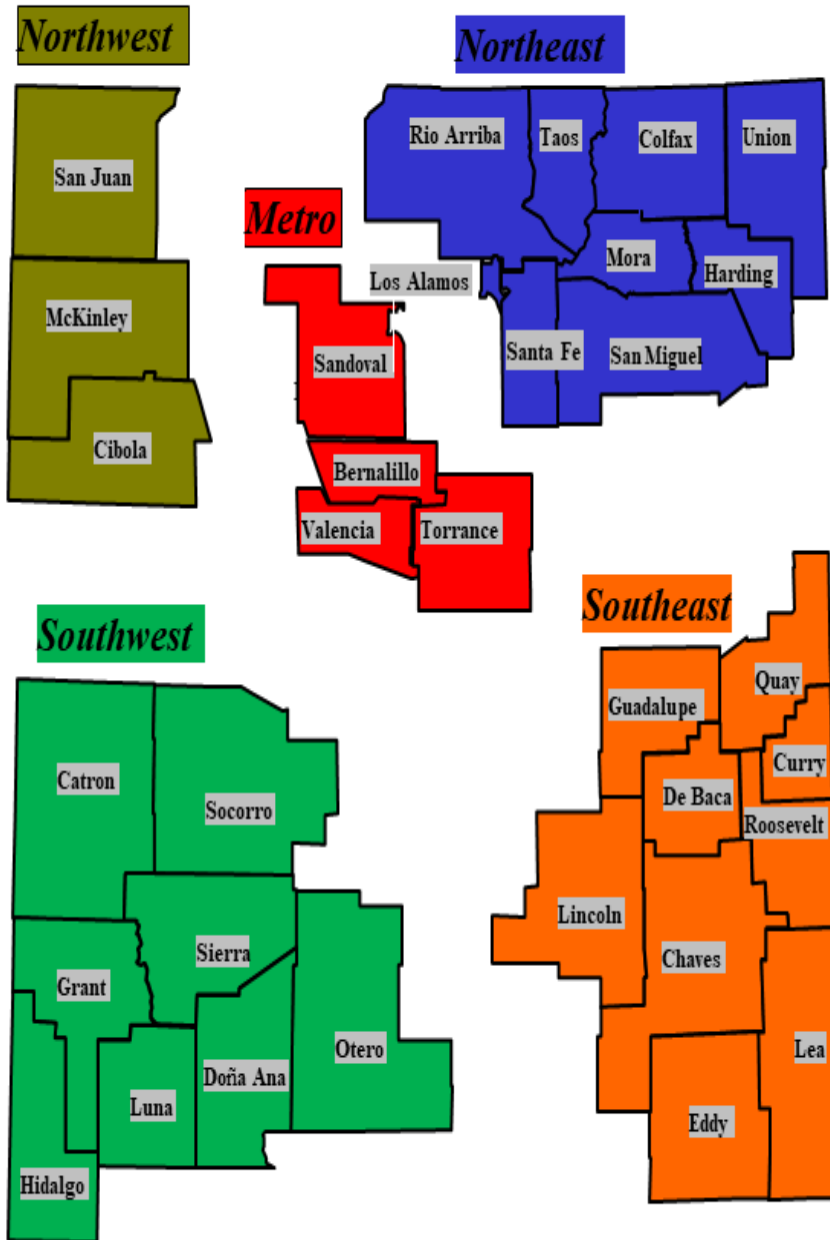 Northwest
San Juan
McKinley
Cibola
Northeast
Rio Arriba
Taos
Colfax
Union
Mora
Harding
Los Alamos
Santa Fe
San Miguel
Metro
Sandoval
Bernalillo
Valencia
Torrance
Southwest
Catron
Socorro
Sierra
Grant
Otero
Doña Ana
Luna
Hidalgo
Southeast
Quay
Guadalupe
Curry
De Baca
Roosevelt
Lincoln
Chaves
Lea
Eddy